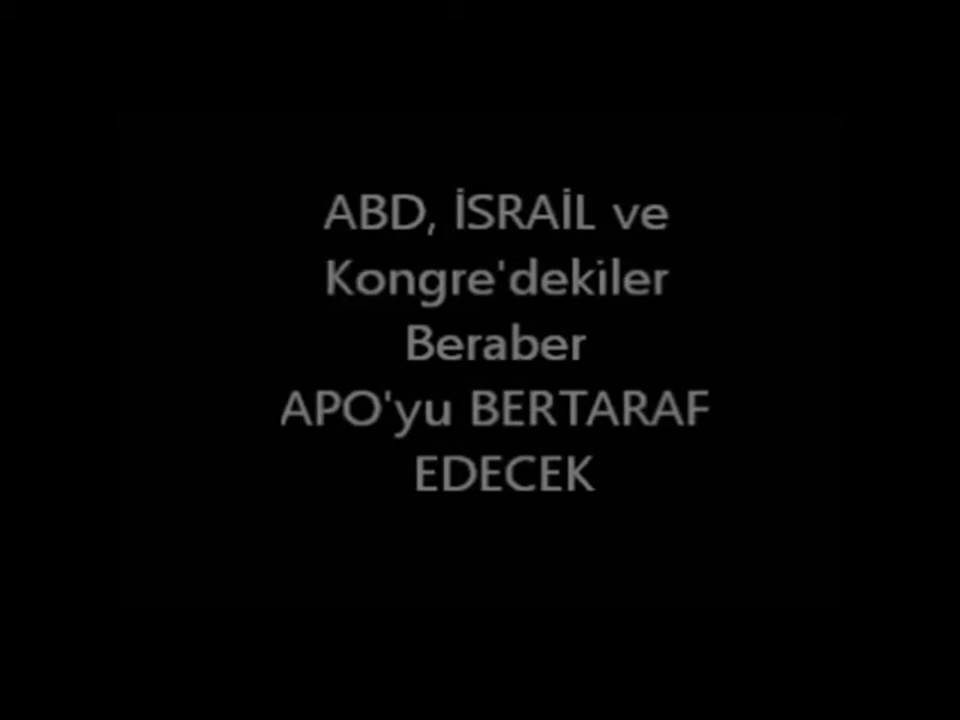 ABD, İSRAİL ve
Kongre'dekiler
Beraber
APO'yu BERTARAF
EDECEK